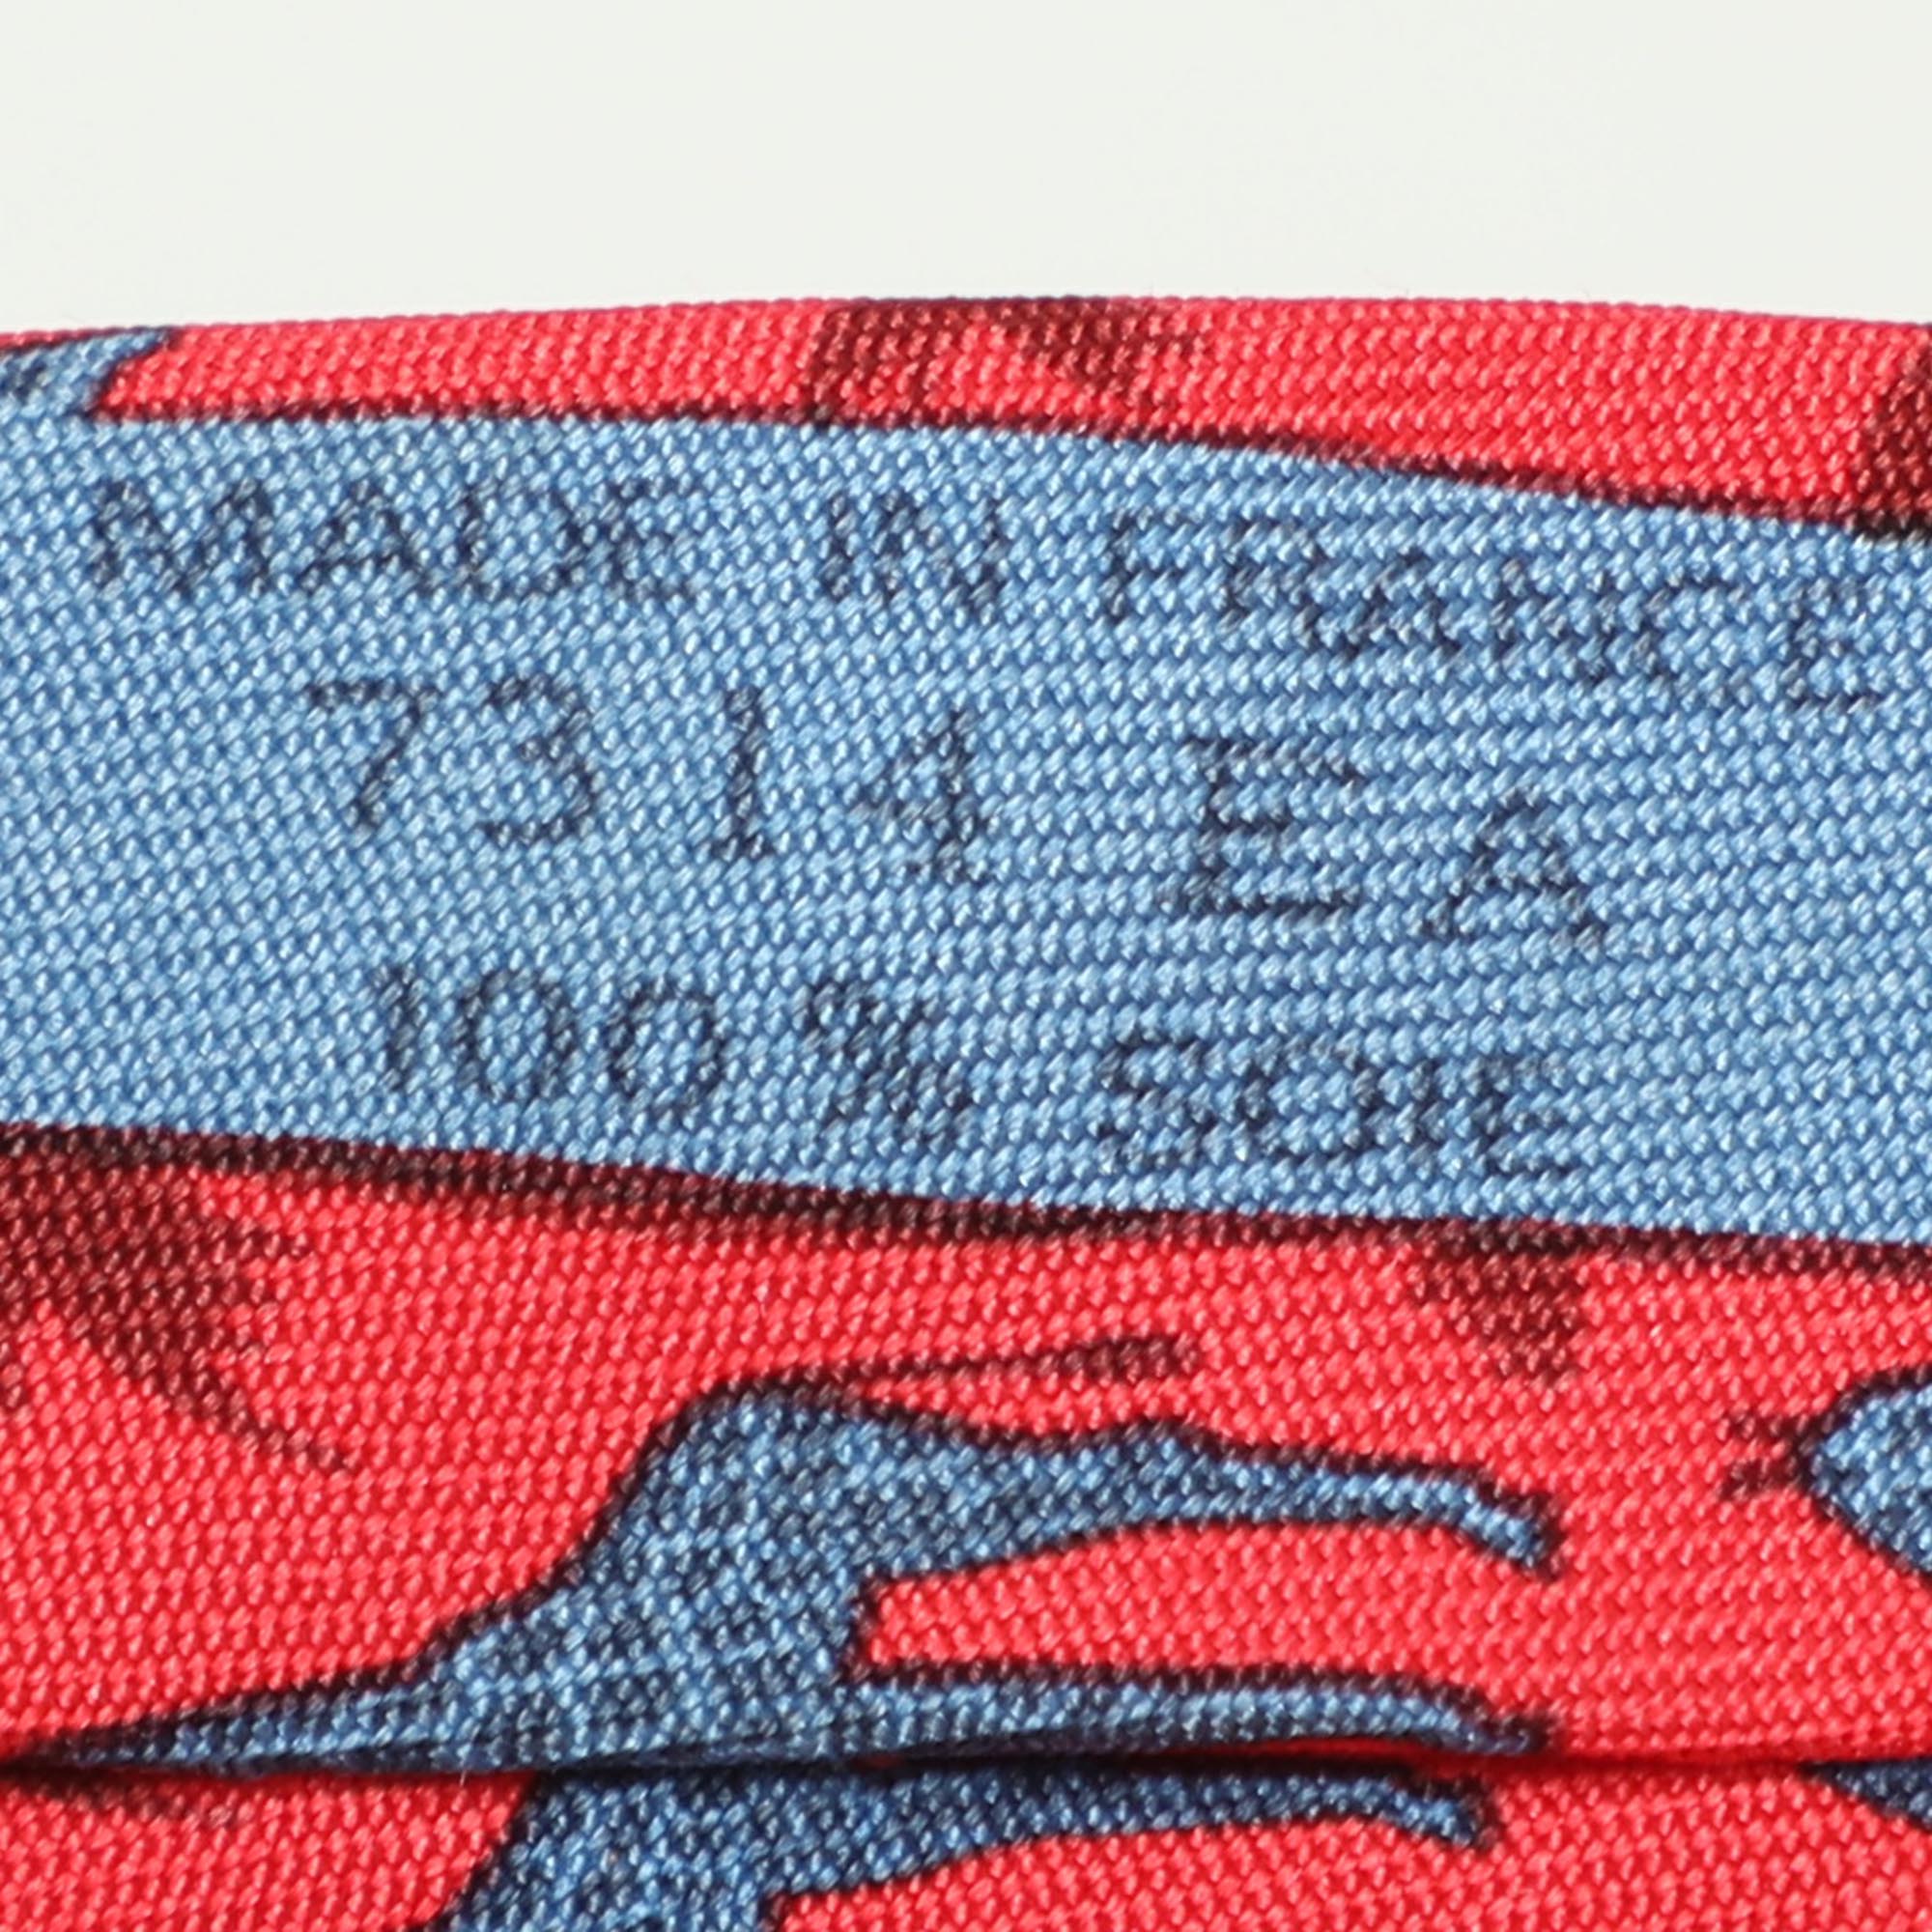 MADE IN FRANCE
7314 EA
100 % SOIE